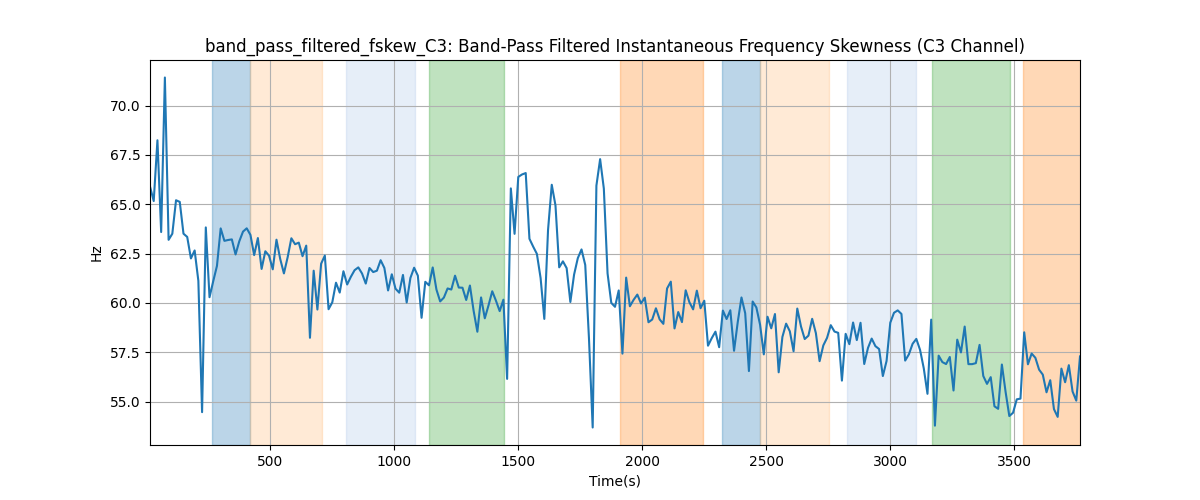 band_pass_filtered_fskew_C3: Band-Pass Filtered Instantaneous Frequency Skewness (C3 Channel)
70.0
67.5
65.0
62.5
60.0
57.5
55.0
Hz
500 1000 1500 2000 2500 3000 3500
Time(s)